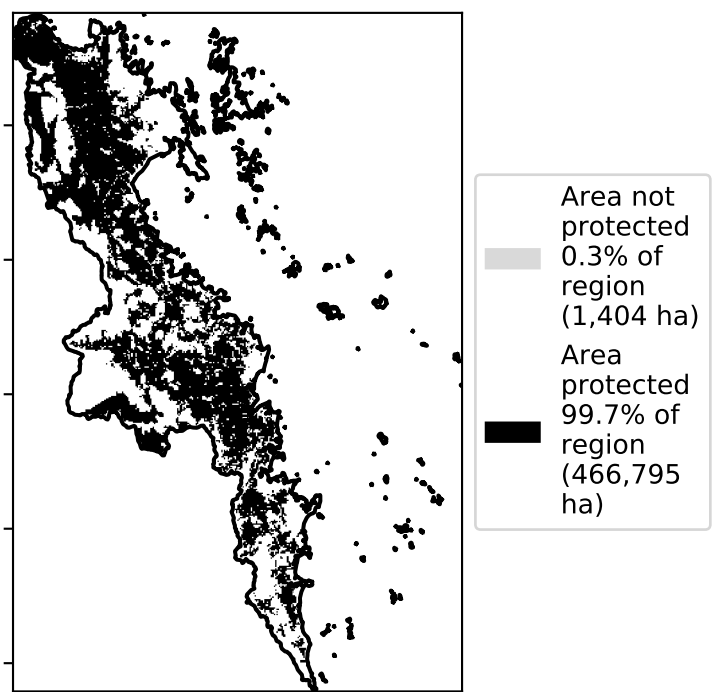 Area not
protected
0.3% of
region
(1,404 ha)
Area
protected
99.7% of
region
(466,795
ha)